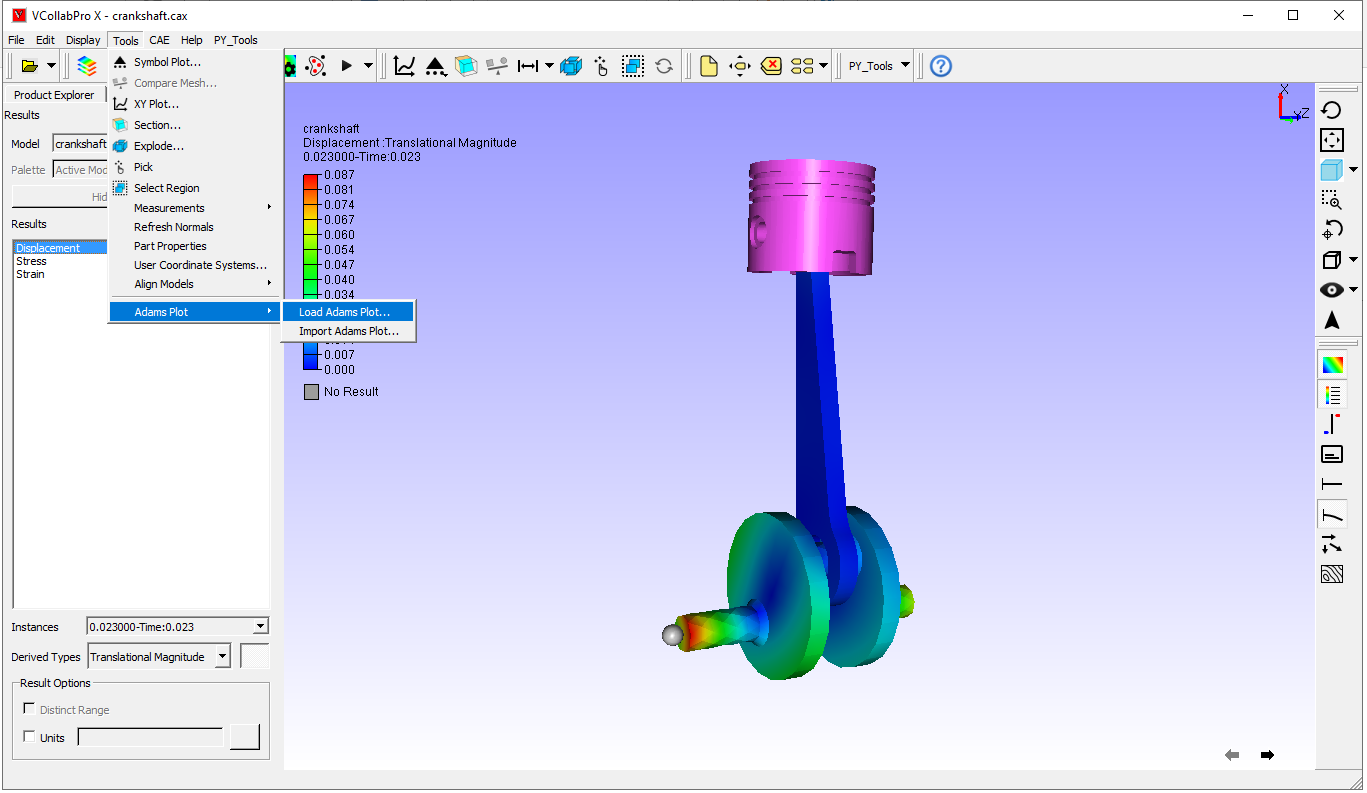 VCollabPro X - crankshaft.cax
File Edit Display Tools CAE Help PY_Tools
PY_Tools
Product Explorer
Results
Model crankshaft
Palette Active Mod
Hid
Results
Displacement
Stress
Strain
Symbol Plot...
Compare Mesh...
XY Plot...
Section...
Explode...
Pick
Select Region
Measurements
Refresh Normals
Part Properties
User Coordinate Systems...
Align Models
Adams Plot
Load Adams Plot...
Import Adams Plot...
crankshaft
Displacement :Translational Magnitude
0.023000-Time:0.023
0.087
0.081
0.074
0.067
0.060
0.054
0.047
0.040
0.034
0.007
0.000
No Result
X
Y Z
Instances 0.023000-Time:0.023
Derived Types Translational Magnitude
Result Options
Distinct Range
Units